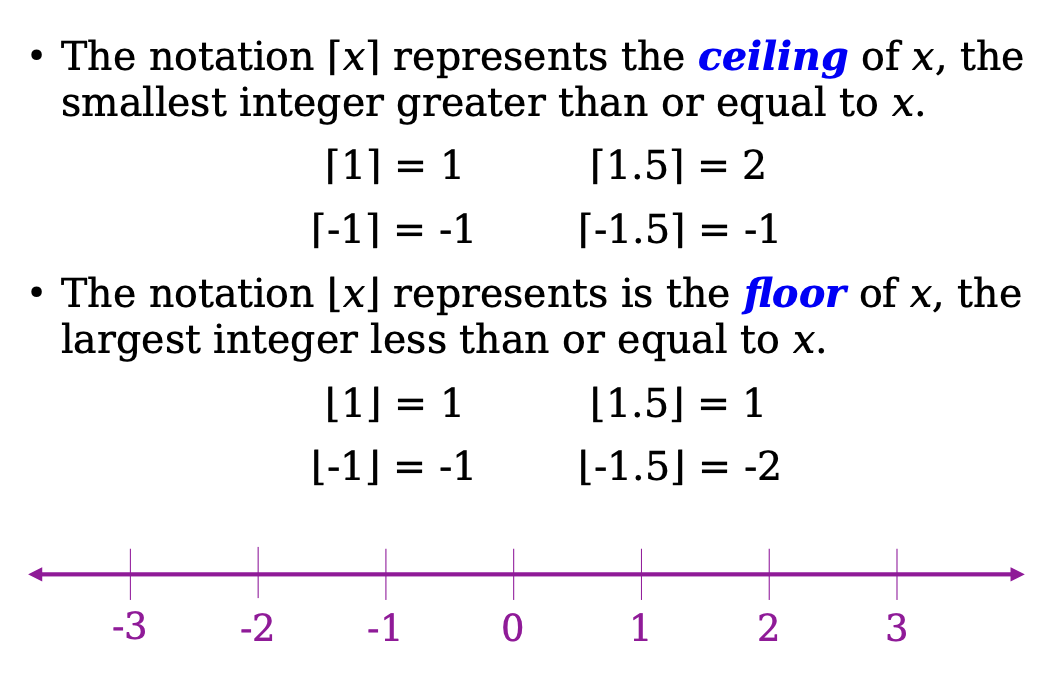 • The notation ⌈x⌉ represents the ceiling of x, the
smallest integer greater than or equal to x.
⌈1⌉ = 1 ⌈1.5⌉ = 2
⌈-1⌉ = -1 ⌈-1.5⌉ = -1
• The notation ⌊x⌋ represents is the floor of x, the
largest integer less than or equal to x.
⌊1⌋ = 1 ⌊1.5⌋ = 1
⌊-1⌋ = -1 ⌊-1.5⌋ = -2
-3 -2 -1 0 1 2 3